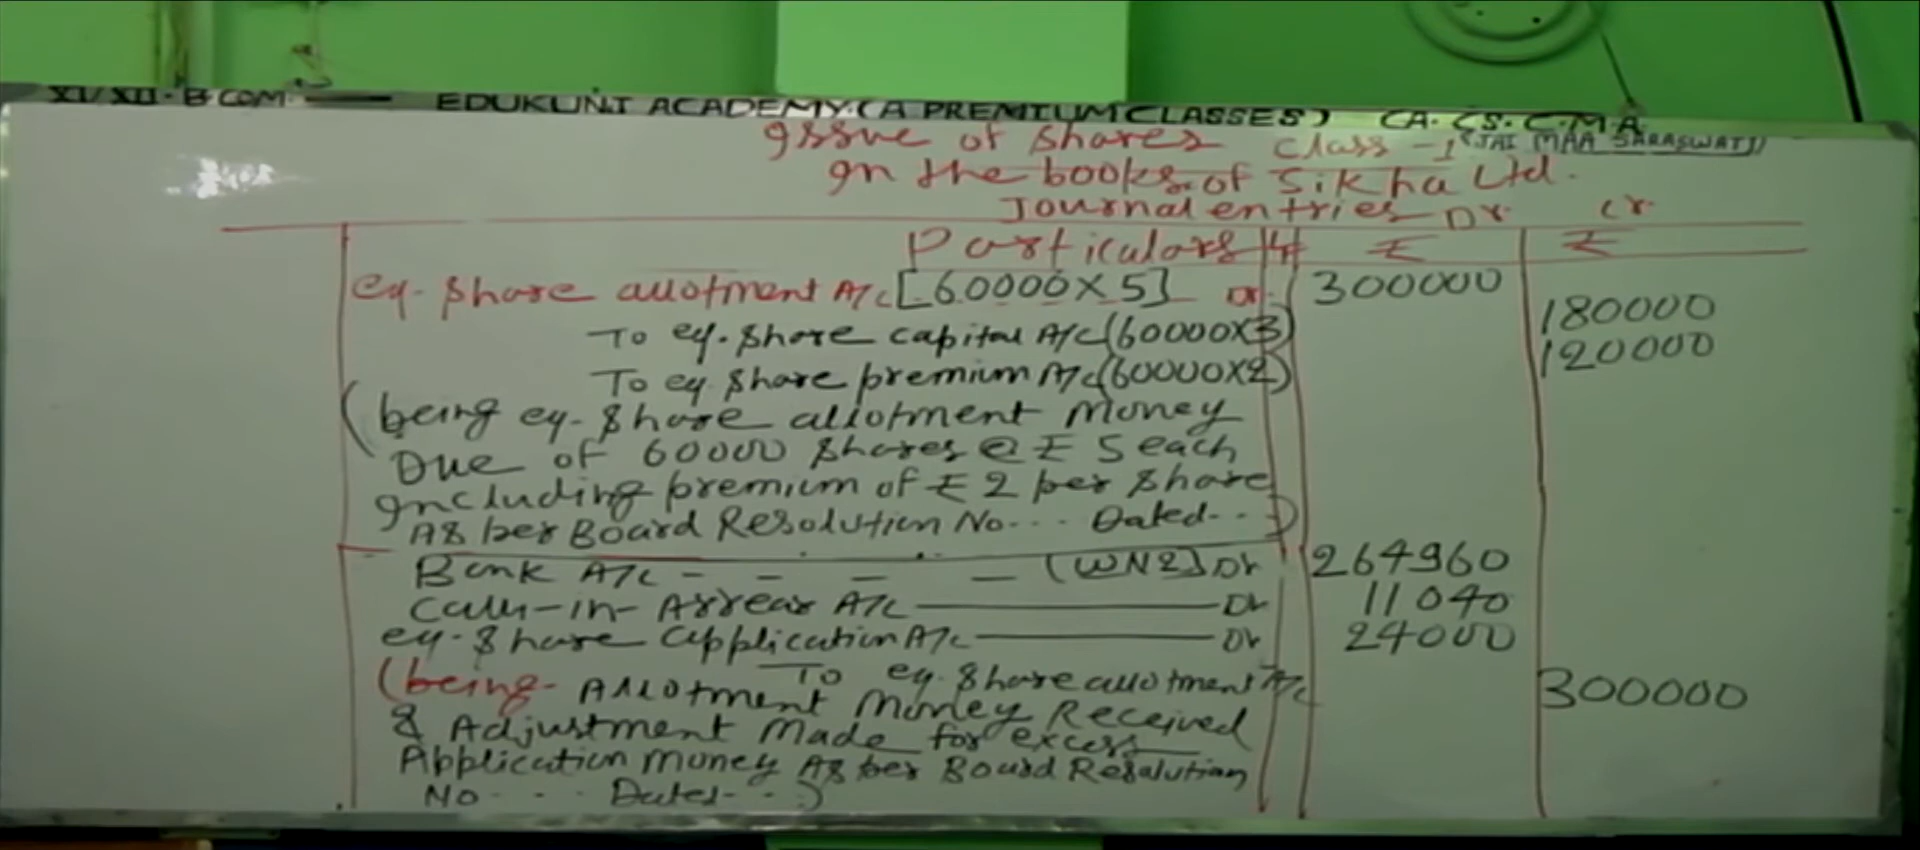 XI/XII. B.COM — EDUKUNJ ACADEMY. (A PREMIUM CLASSES) CA. CS. CMA
Issue of shares Class - 1 (JAI MAA SARASWATI)
In the books of Sikha Ltd.
Journal entries Dr. Cr.
Particulars lf ₹ ₹
eq. share allotment A/c [60000 X 5] Dr. 300000
To eq. share capital A/c (60000X3) 180000
To eq. share premium A/c (60000X2) 120000
(being eq. share allotment money
Due of 60000 shares @ ₹ 5 each
Including premium of ₹ 2 per share
As per Board Resolution No.... Dated...)
Bank A/c - - - - (WN2) Dr 264960
Calls-in-Arrear A/c — Dr 11040
eq. share application A/c — Dr 24000
To eq. share allotment A/c 300000
(being Allotment money Received
& Adjustment Made for excess
Application money As per Board Resolution
No... Dated...)